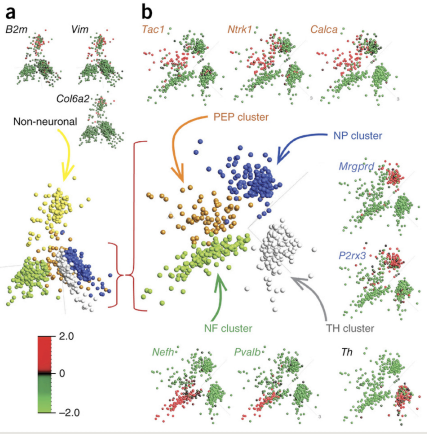 a
B2m
Vim
Col6a2
Non-neuronal
2.0
0
−2.0
b
Tac1
Ntrk1
Calca
PEP cluster
NP cluster
Mrgprd
P2rx3
NF cluster
TH cluster
Nefh
Pvalb
Th